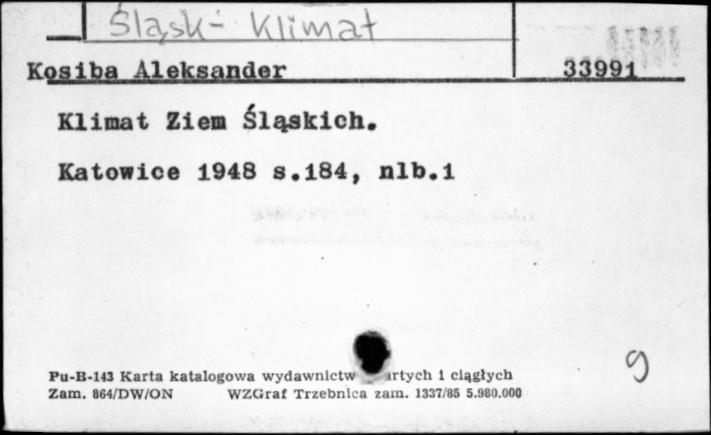 Śląsk - Klimat
Kosiba Aleksander 33991
Klimat Ziem Śląskich.
Katowice 1948 s.184, nlb.1
9
Pu-B-143 Karta katalogowa wydawnictw artych i ciągłych
Zam. 864/DW/ON WZGraf Trzebnica zam. 1337/85 5.980.000